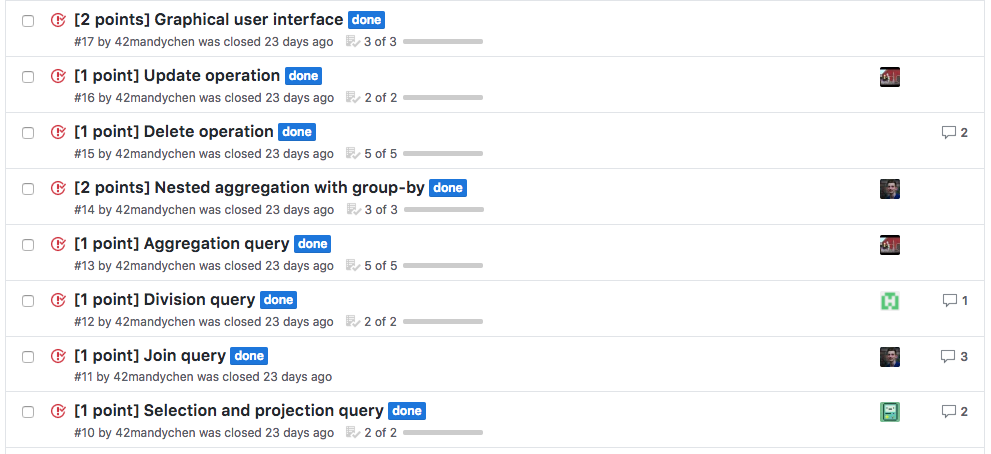 [2 points] Graphical user interface done
#17 by 42mandychen was closed 23 days ago 3 of 3
[1 point] Update operation done
#16 by 42mandychen was closed 23 days ago 2 of 2
[1 point] Delete operation done 2
#15 by 42mandychen was closed 23 days ago 5 of 5
[2 points] Nested aggregation with group-by done
#14 by 42mandychen was closed 23 days ago 3 of 3
[1 point] Aggregation query done
#13 by 42mandychen was closed 23 days ago 5 of 5
[1 point] Division query done 1
#12 by 42mandychen was closed 23 days ago 2 of 2
[1 point] Join query done 3
#11 by 42mandychen was closed 23 days ago
[1 point] Selection and projection query done 2
#10 by 42mandychen was closed 23 days ago 2 of 2